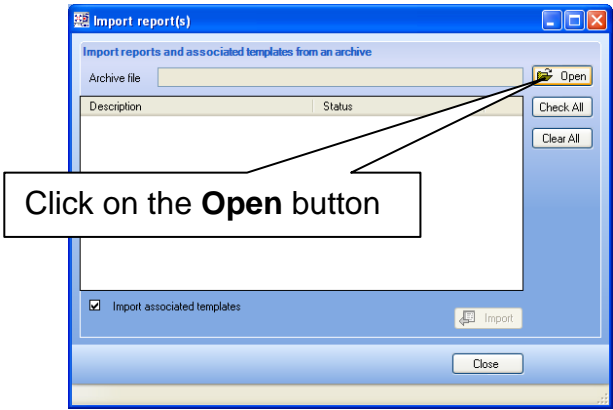 Import report(s)
Import reports and associated templates from an archive
Archive file
Open
Description Status
Check All
Clear All
Click on the Open button
Import associated templates
Import
Close